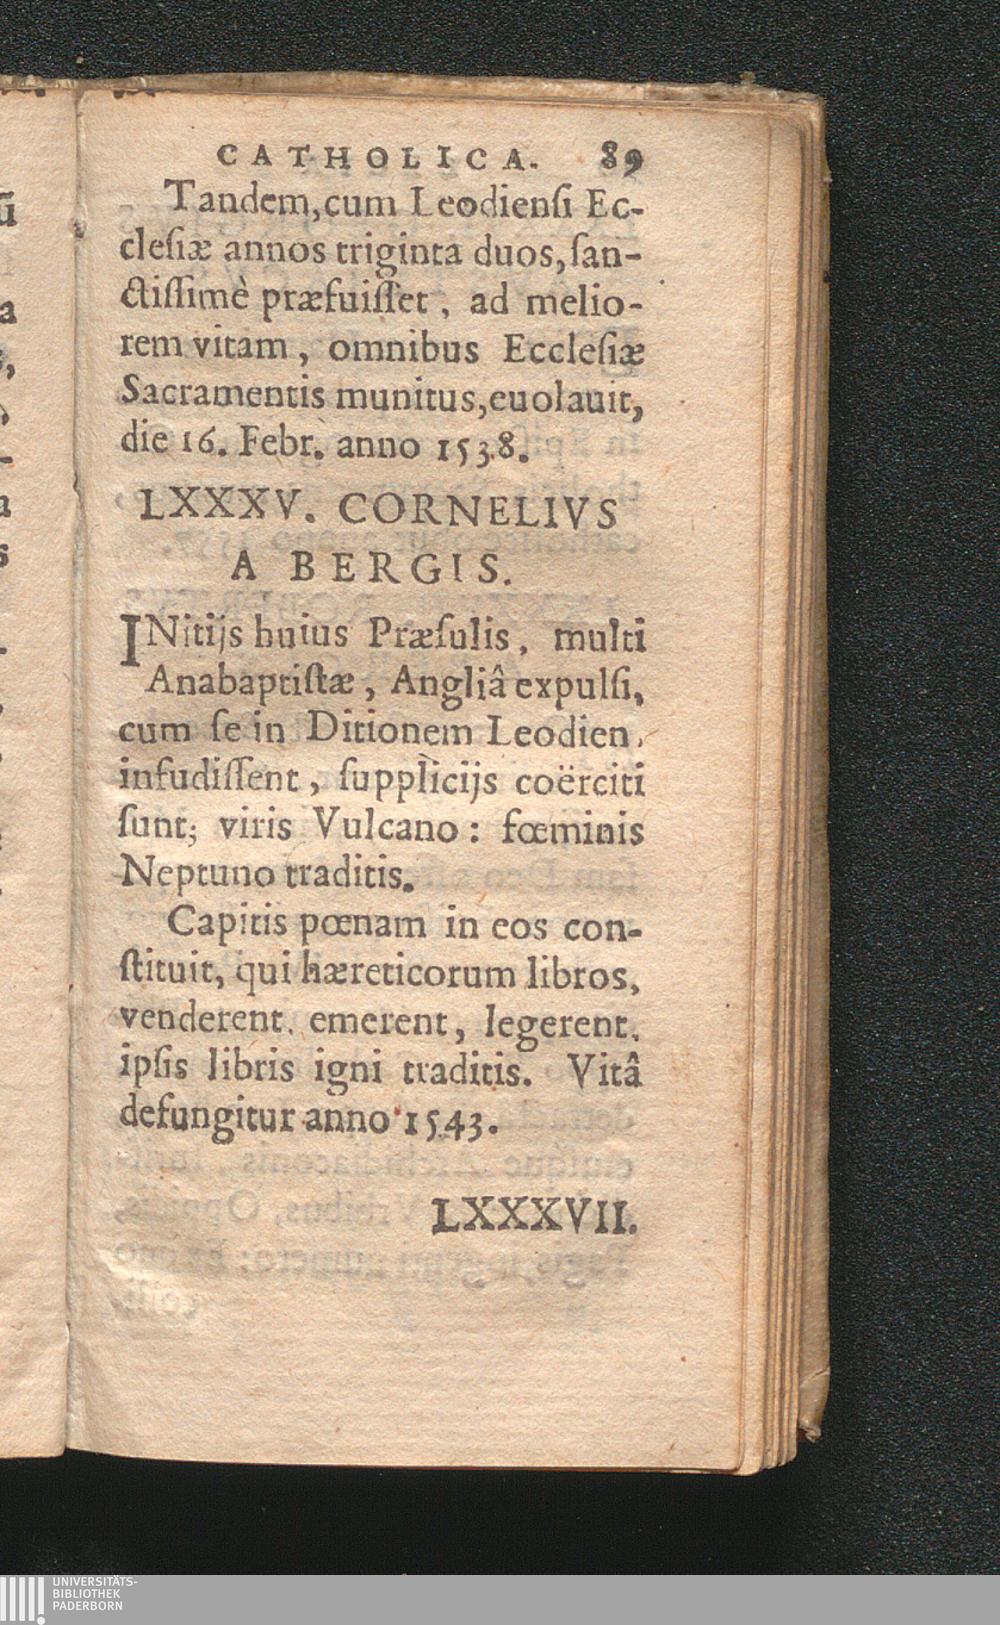 CATHOLICA. 89
Tandem, cum Leodiensi Ec-
clesiæ annos triginta duos, san-
ctissimè præfuisset, ad melio-
rem vitam, omnibus Ecclesiæ
Sacramentis munitus, euolauit,
die 16. Febr. anno 1538.
LXXXV. CORNELIVS
A BERGIS.
INitijs huius Præsulis, multi
Anabaptistæ, Angliâ expulsi,
cum se in Ditionem Leodien.
infudissent, supplicijs coërciti
sunt; viris Vulcano: fœminis
Neptuno traditis.
Capitis pœnam in eos con-
stituit, qui hæreticorum libros,
venderent, emerent, legerent,
ipsis libris igni traditis. Vitâ
defungitur anno 1543.
LXXXVII.
UNIVERSITÄTS-
BIBLIOTHEK
PADERBORN